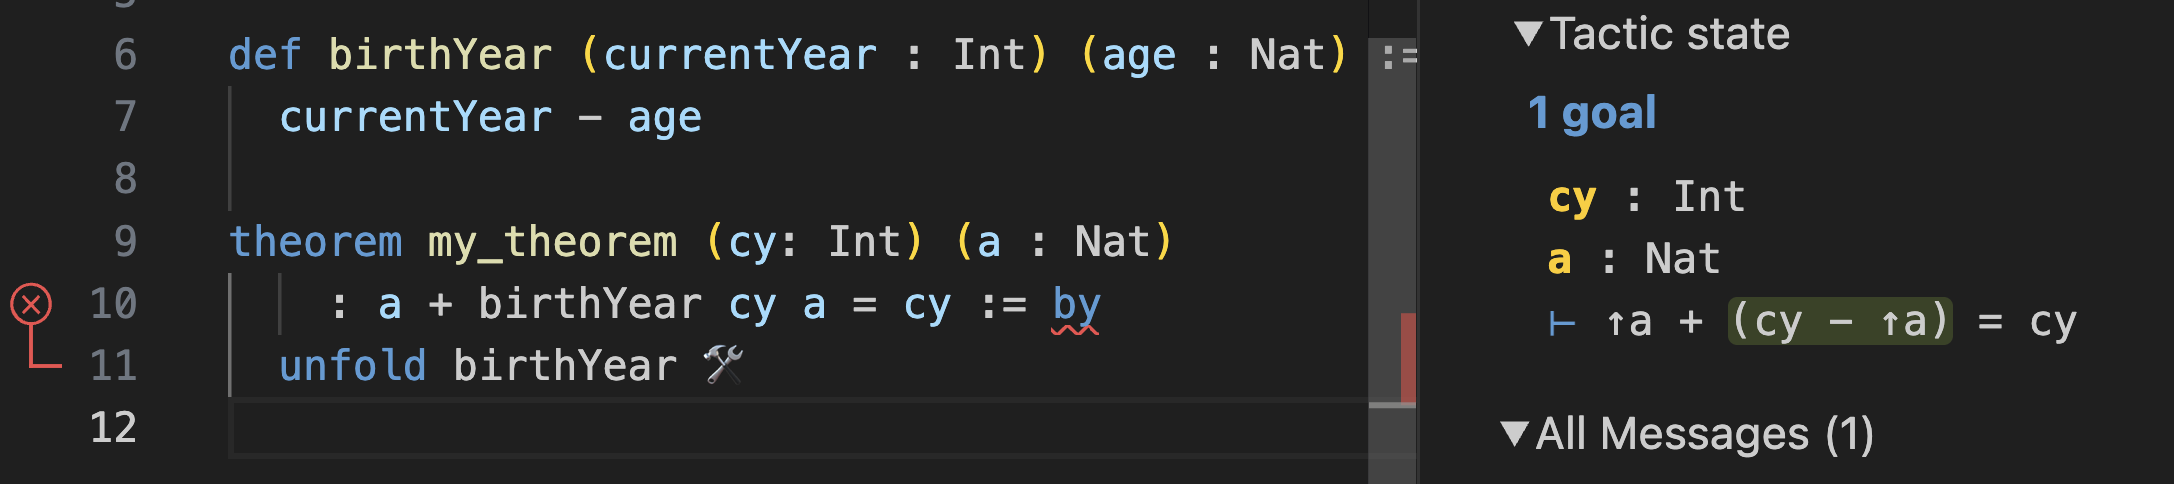 6 def birthYear (currentYear : Int) (age : Nat) :=
7 currentYear - age
8
9 theorem my_theorem (cy: Int) (a : Nat)
10 : a + birthYear cy a = cy := by
11 unfold birthYear 🛠
12
▼Tactic state
1 goal
cy : Int
a : Nat
⊢ ↑a + (cy - ↑a) = cy
▼All Messages (1)